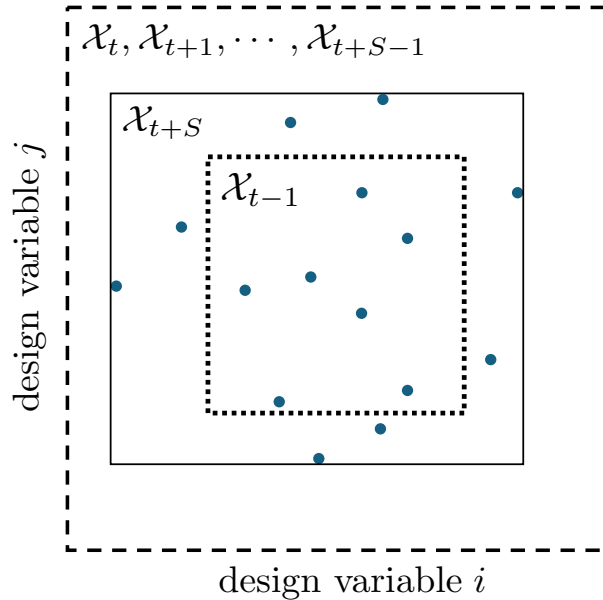 𝒳_t, 𝒳_{t+1}, ⋯ , 𝒳_{t+S−1}
𝒳_{t+S}
𝒳_{t−1}
design variable j
design variable i